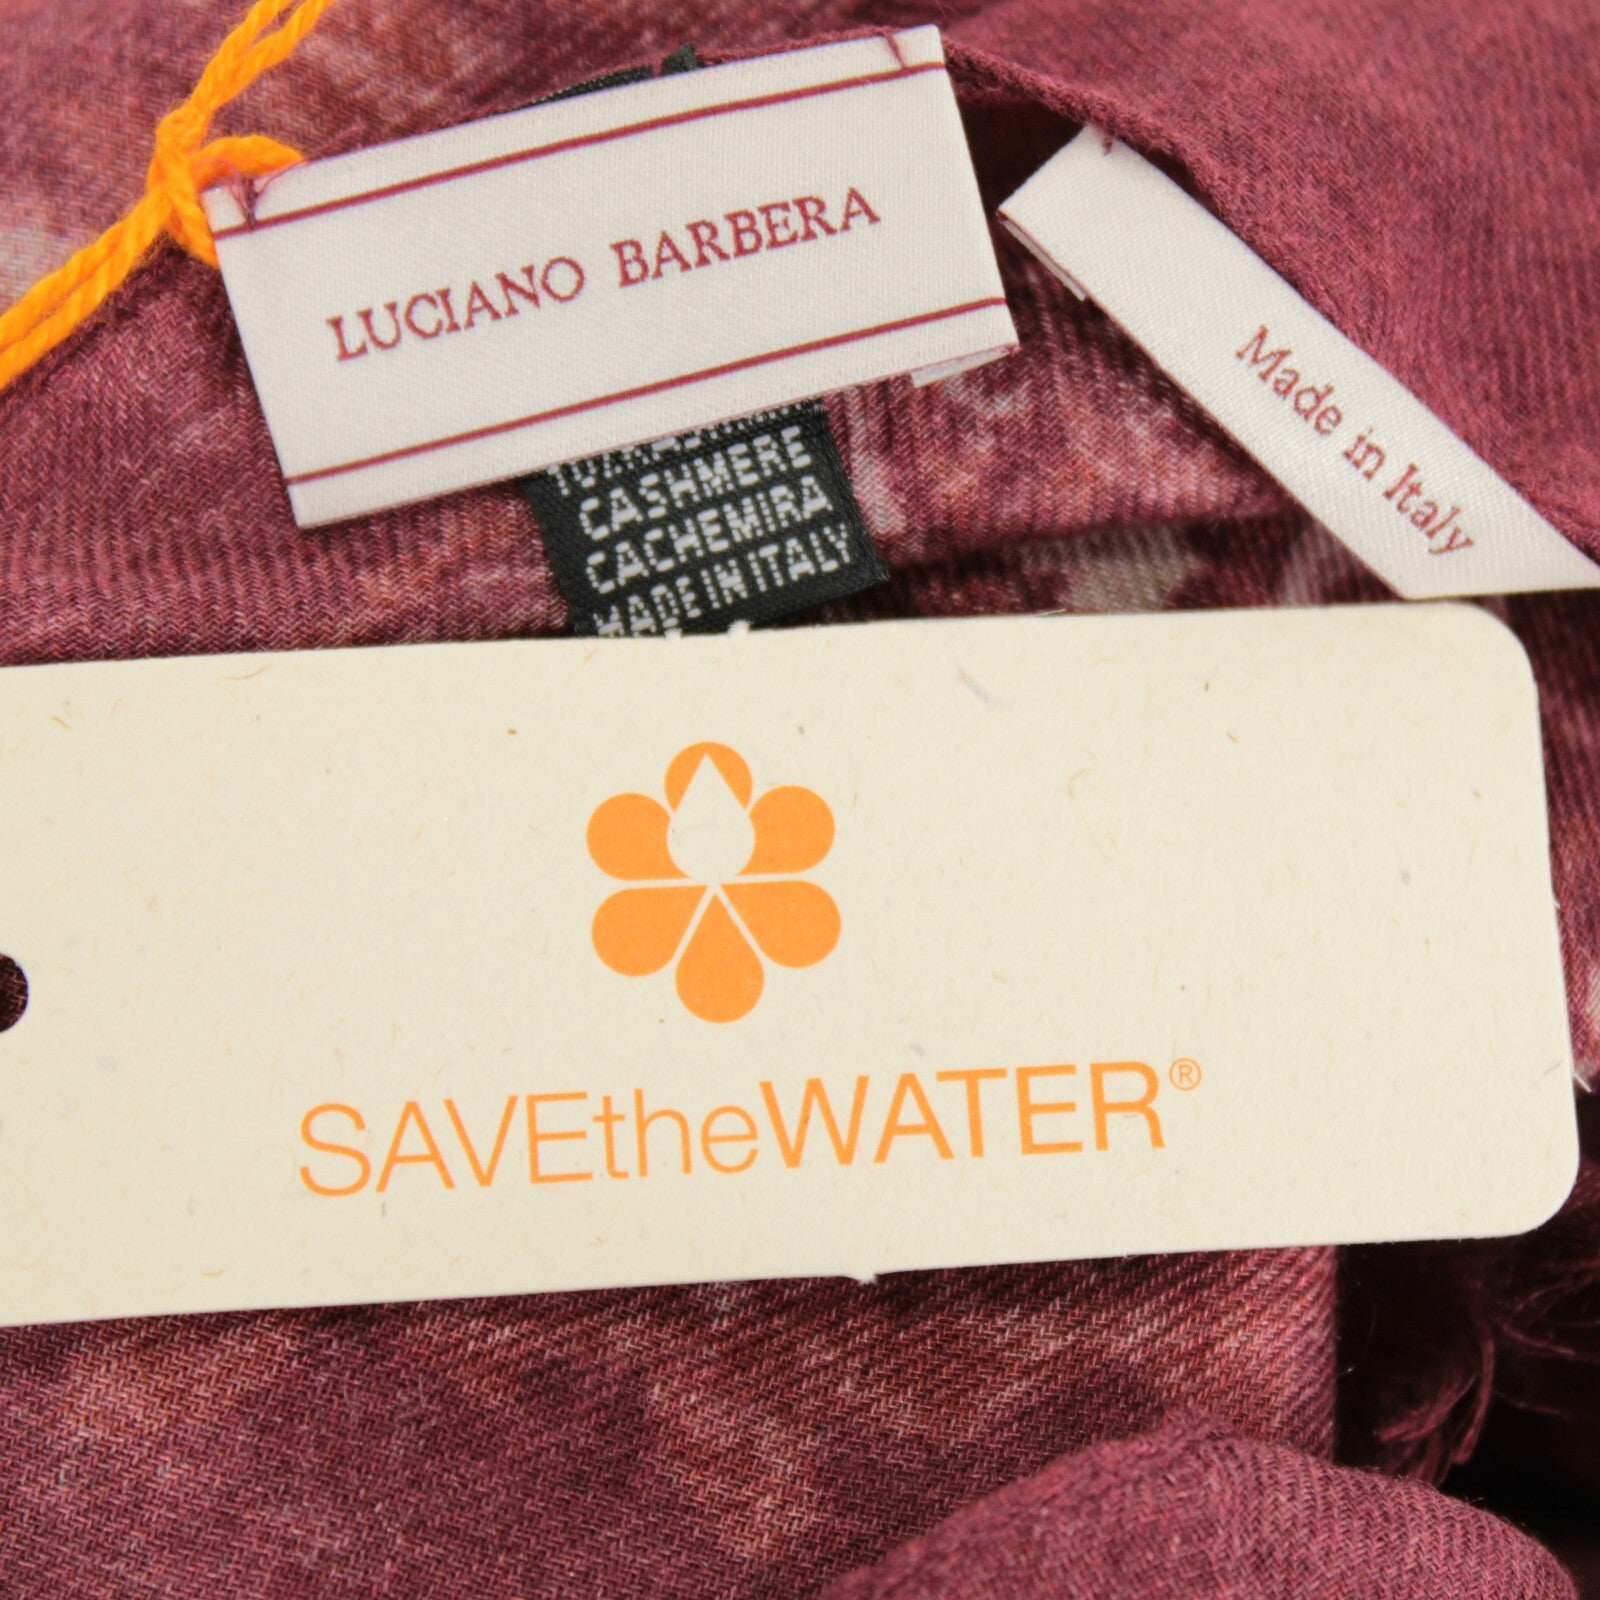 LUCIANO BARBERA
Made in Italy
CASHMERE
CACHEMIRA
MADE IN ITALY
SAVEtheWATER®